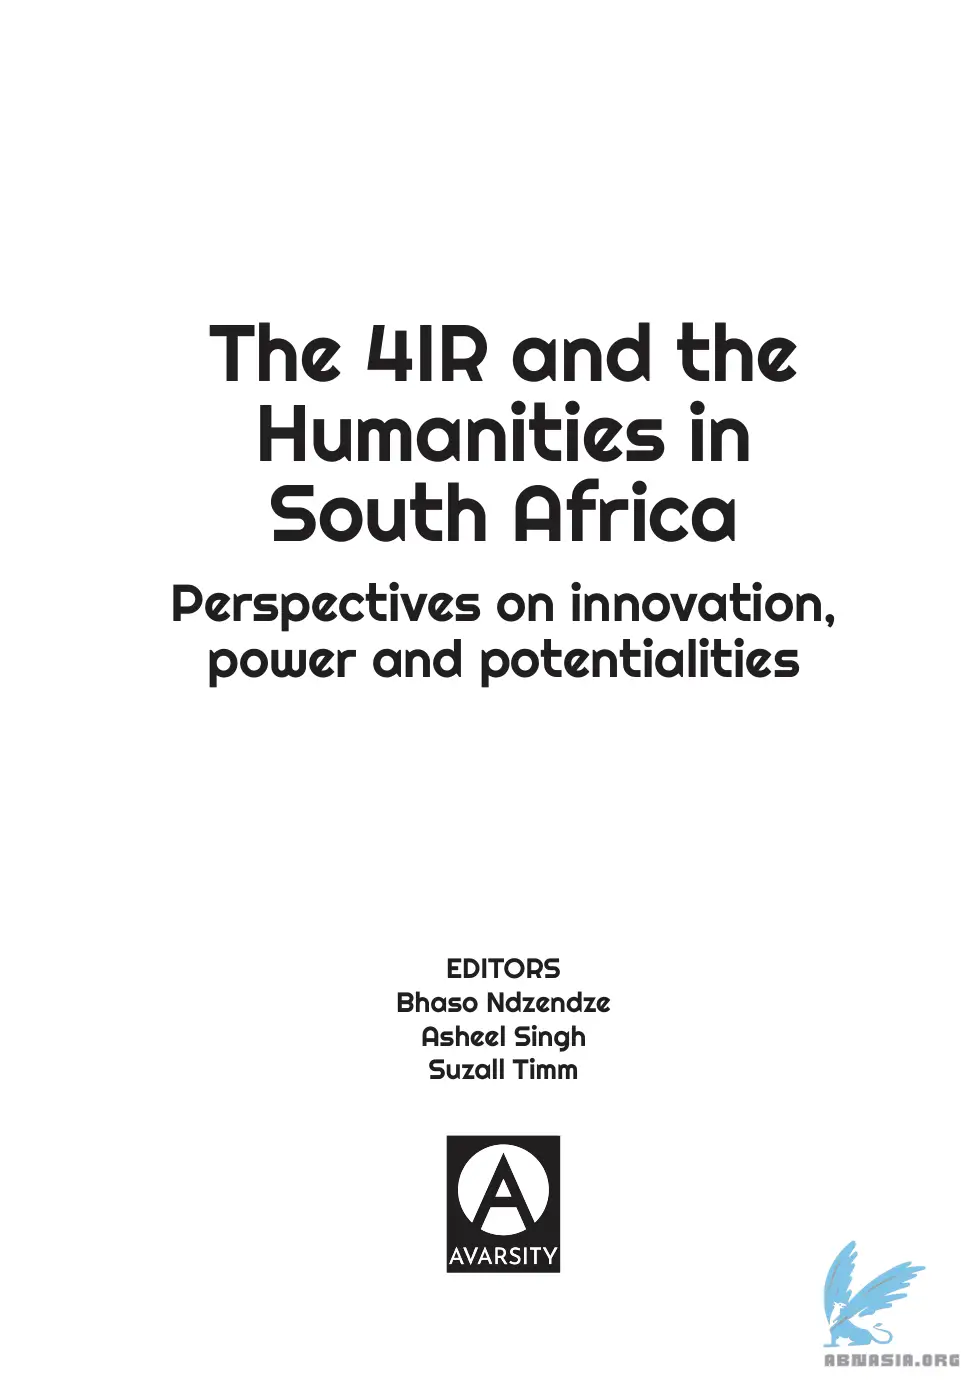 The 4IR and the
Humanities in
South Africa
Perspectives on innovation,
power and potentialities
EDITORS
Bhaso Ndzendze
Asheel Singh
Suzall Timm
A
AVARSITY
ABNASIA.ORG